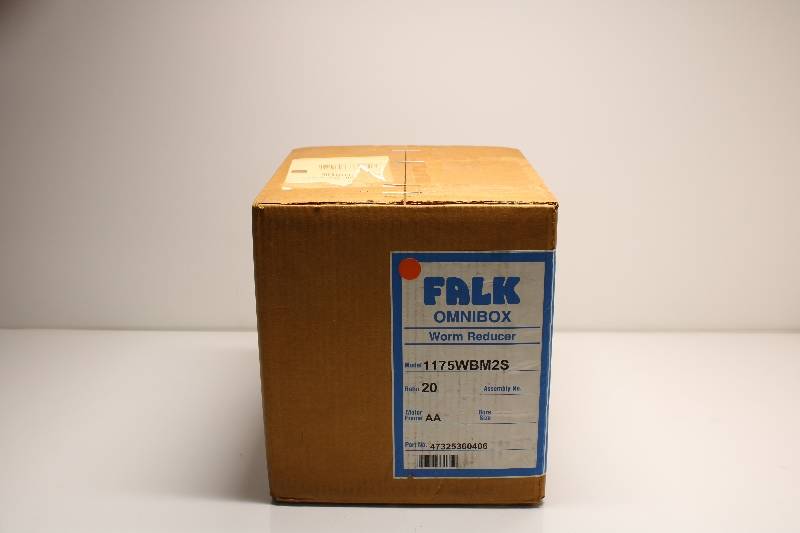 FALK
OMNIBOX
Worm Reducer
Model 1175WBM2S
Ratio 20 Assembly No.
Motor Frame AA Bore Size
Part No. 47325360406